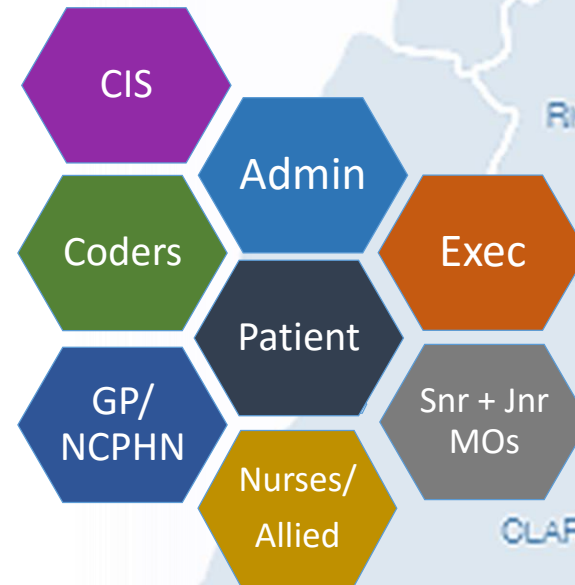 CIS
Admin
Coders
Exec
Patient
GP/
NCPHN
Snr + Jnr
MOs
Nurses/
Allied